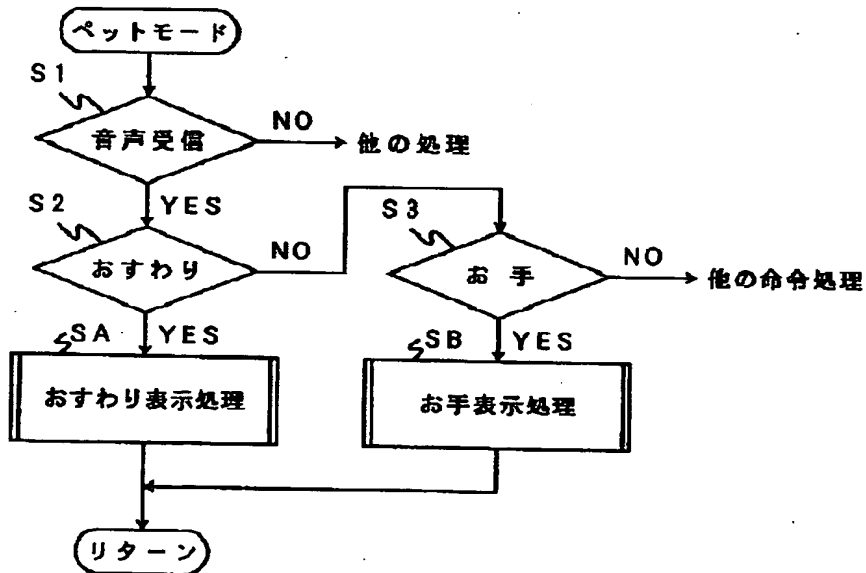 ペットモード
S1
音声受信
NO
他の処理
YES
S2
おすわり
NO
S3
お手
NO
他の命令処理
YES
SA
おすわり表示処理
YES
SB
お手表示処理
リターン